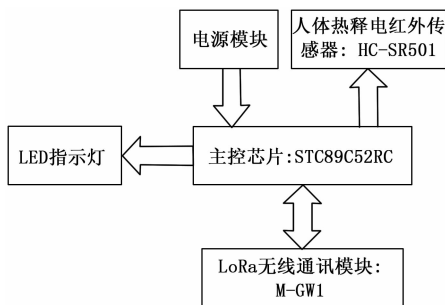 电源模块
人体热释电红外传
感器: HC-SR501
LED指示灯
主控芯片:STC89C52RC
LoRa无线通讯模块:
M-GW1